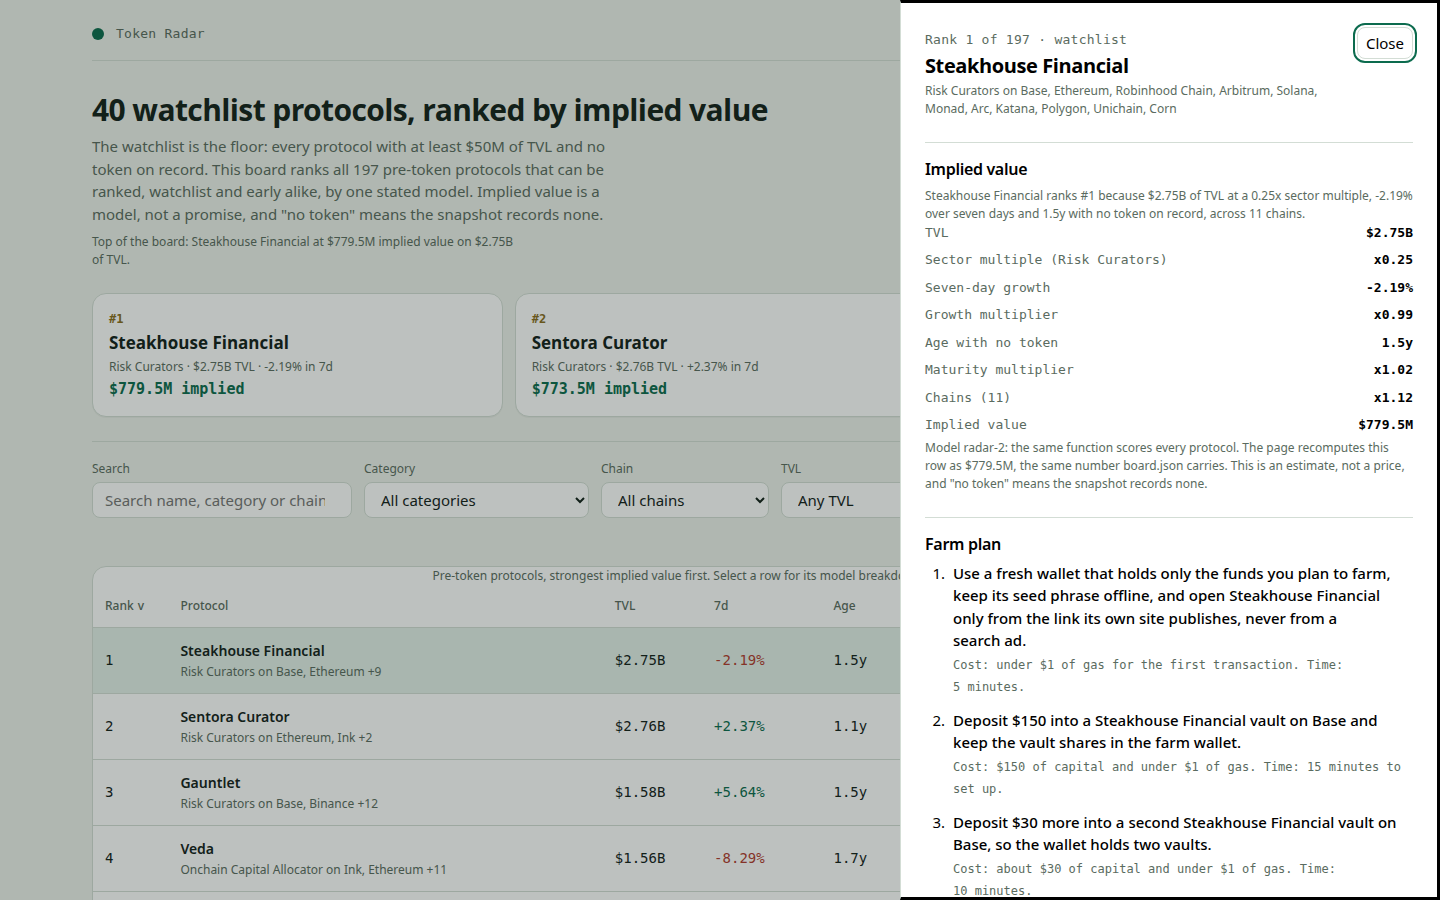 Token Radar
40 watchlist protocols, ranked by implied value
The watchlist is the floor: every protocol with at least $50M of TVL and no
token on record. This board ranks all 197 pre-token protocols that can be
ranked, watchlist and early alike, by one stated model. Implied value is a
model, not a promise, and "no token" means the snapshot records none.
Top of the board: Steakhouse Financial at $779.5M implied value on $2.75B
of TVL.
#1
Steakhouse Financial
Risk Curators · $2.75B TVL · -2.19% in 7d
$779.5M implied
#2
Sentora Curator
Risk Curators · $2.76B TVL · +2.37% in 7d
$773.5M implied
Search
Category
Chain
TVL
Search name, category or chain
All categories
All chains
Any TVL
Pre-token protocols, strongest implied value first. Select a row for its model
Rank v
Protocol
TVL
7d
Age
1
Steakhouse Financial
Risk Curators on Base, Ethereum +9
$2.75B
-2.19%
1.5y
2
Sentora Curator
Risk Curators on Ethereum, Ink +2
$2.76B
+2.37%
1.1y
3
Gauntlet
Risk Curators on Base, Binance +12
$1.58B
+5.64%
1.5y
4
Veda
Onchain Capital Allocator on Ink, Ethereum +11
$1.56B
-8.29%
1.7y
Rank 1 of 197 · watchlist
Close
Steakhouse Financial
Risk Curators on Base, Ethereum, Robinhood Chain, Arbitrum, Solana,
Monad, Arc, Katana, Polygon, Unichain, Corn
Implied value
Steakhouse Financial ranks #1 because $2.75B of TVL at a 0.25x sector multiple, -2.19%
over seven days and 1.5y with no token on record, across 11 chains.
TVL $2.75B
Sector multiple (Risk Curators) x0.25
Seven-day growth -2.19%
Growth multiplier x0.99
Age with no token 1.5y
Maturity multiplier x1.02
Chains (11) x1.12
Implied value $779.5M
Model radar-2: the same function scores every protocol. The page recomputes this
row as $779.5M, the same number board.json carries. This is an estimate, not a price,
and "no token" means the snapshot records none.
Farm plan
1. Use a fresh wallet that holds only the funds you plan to farm,
keep its seed phrase offline, and open Steakhouse Financial
only from the link its own site publishes, never from a
search ad.
Cost: under $1 of gas for the first transaction. Time:
5 minutes.
2. Deposit $150 into a Steakhouse Financial vault on Base and
keep the vault shares in the farm wallet.
Cost: $150 of capital and under $1 of gas. Time: 15 minutes to
set up.
3. Deposit $30 more into a second Steakhouse Financial vault on
Base, so the wallet holds two vaults.
Cost: about $30 of capital and under $1 of gas. Time:
10 minutes.